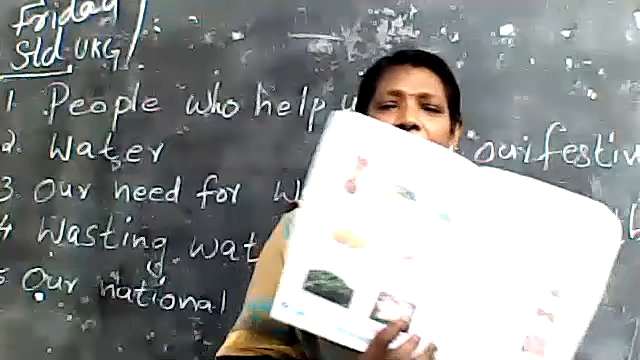 Friday
Std UKG
1. People who help
2. Water our festiv
3. Our need for W
4 Wasting wat
5 Our national